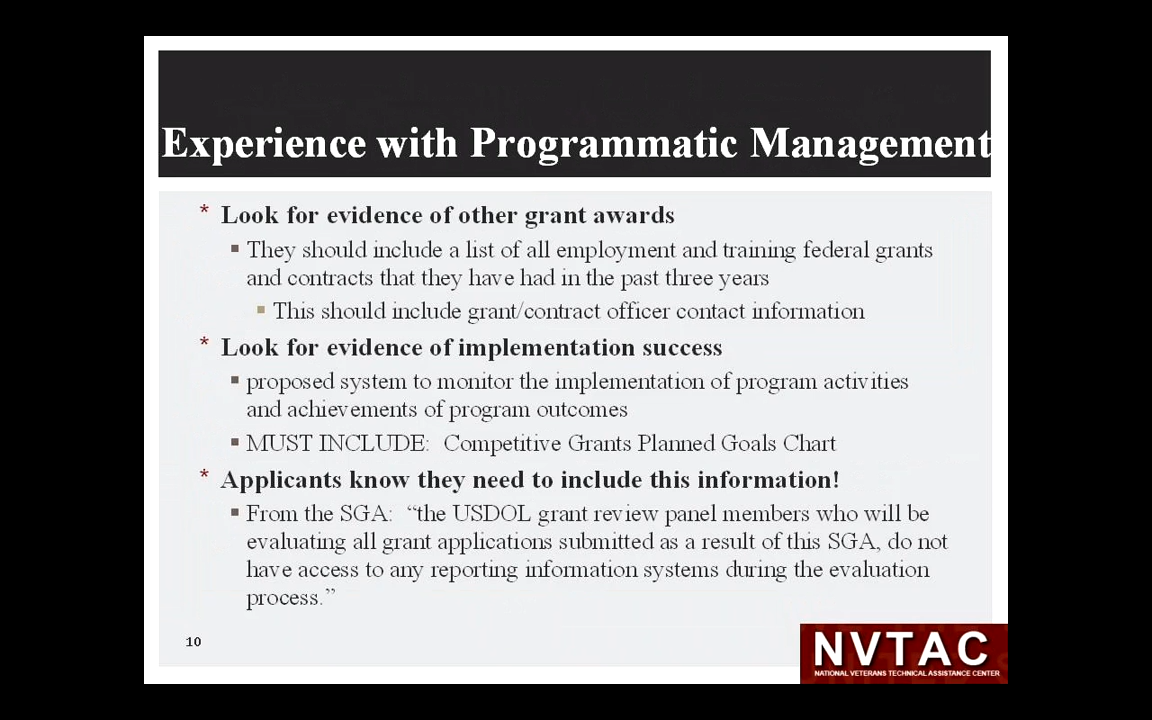 Experience with Programmatic Management
* Look for evidence of other grant awards
▪ They should include a list of all employment and training federal grants
and contracts that they have had in the past three years
▪ This should include grant/contract officer contact information
* Look for evidence of implementation success
▪ proposed system to monitor the implementation of program activities
and achievements of program outcomes
▪ MUST INCLUDE:  Competitive Grants Planned Goals Chart
* Applicants know they need to include this information!
▪ From the SGA:  “the USDOL grant review panel members who will be
evaluating all grant applications submitted as a result of this SGA, do not
have access to any reporting information systems during the evaluation
process.”
10
NVTAC
NATIONAL VETERANS TECHNICAL ASSISTANCE CENTER